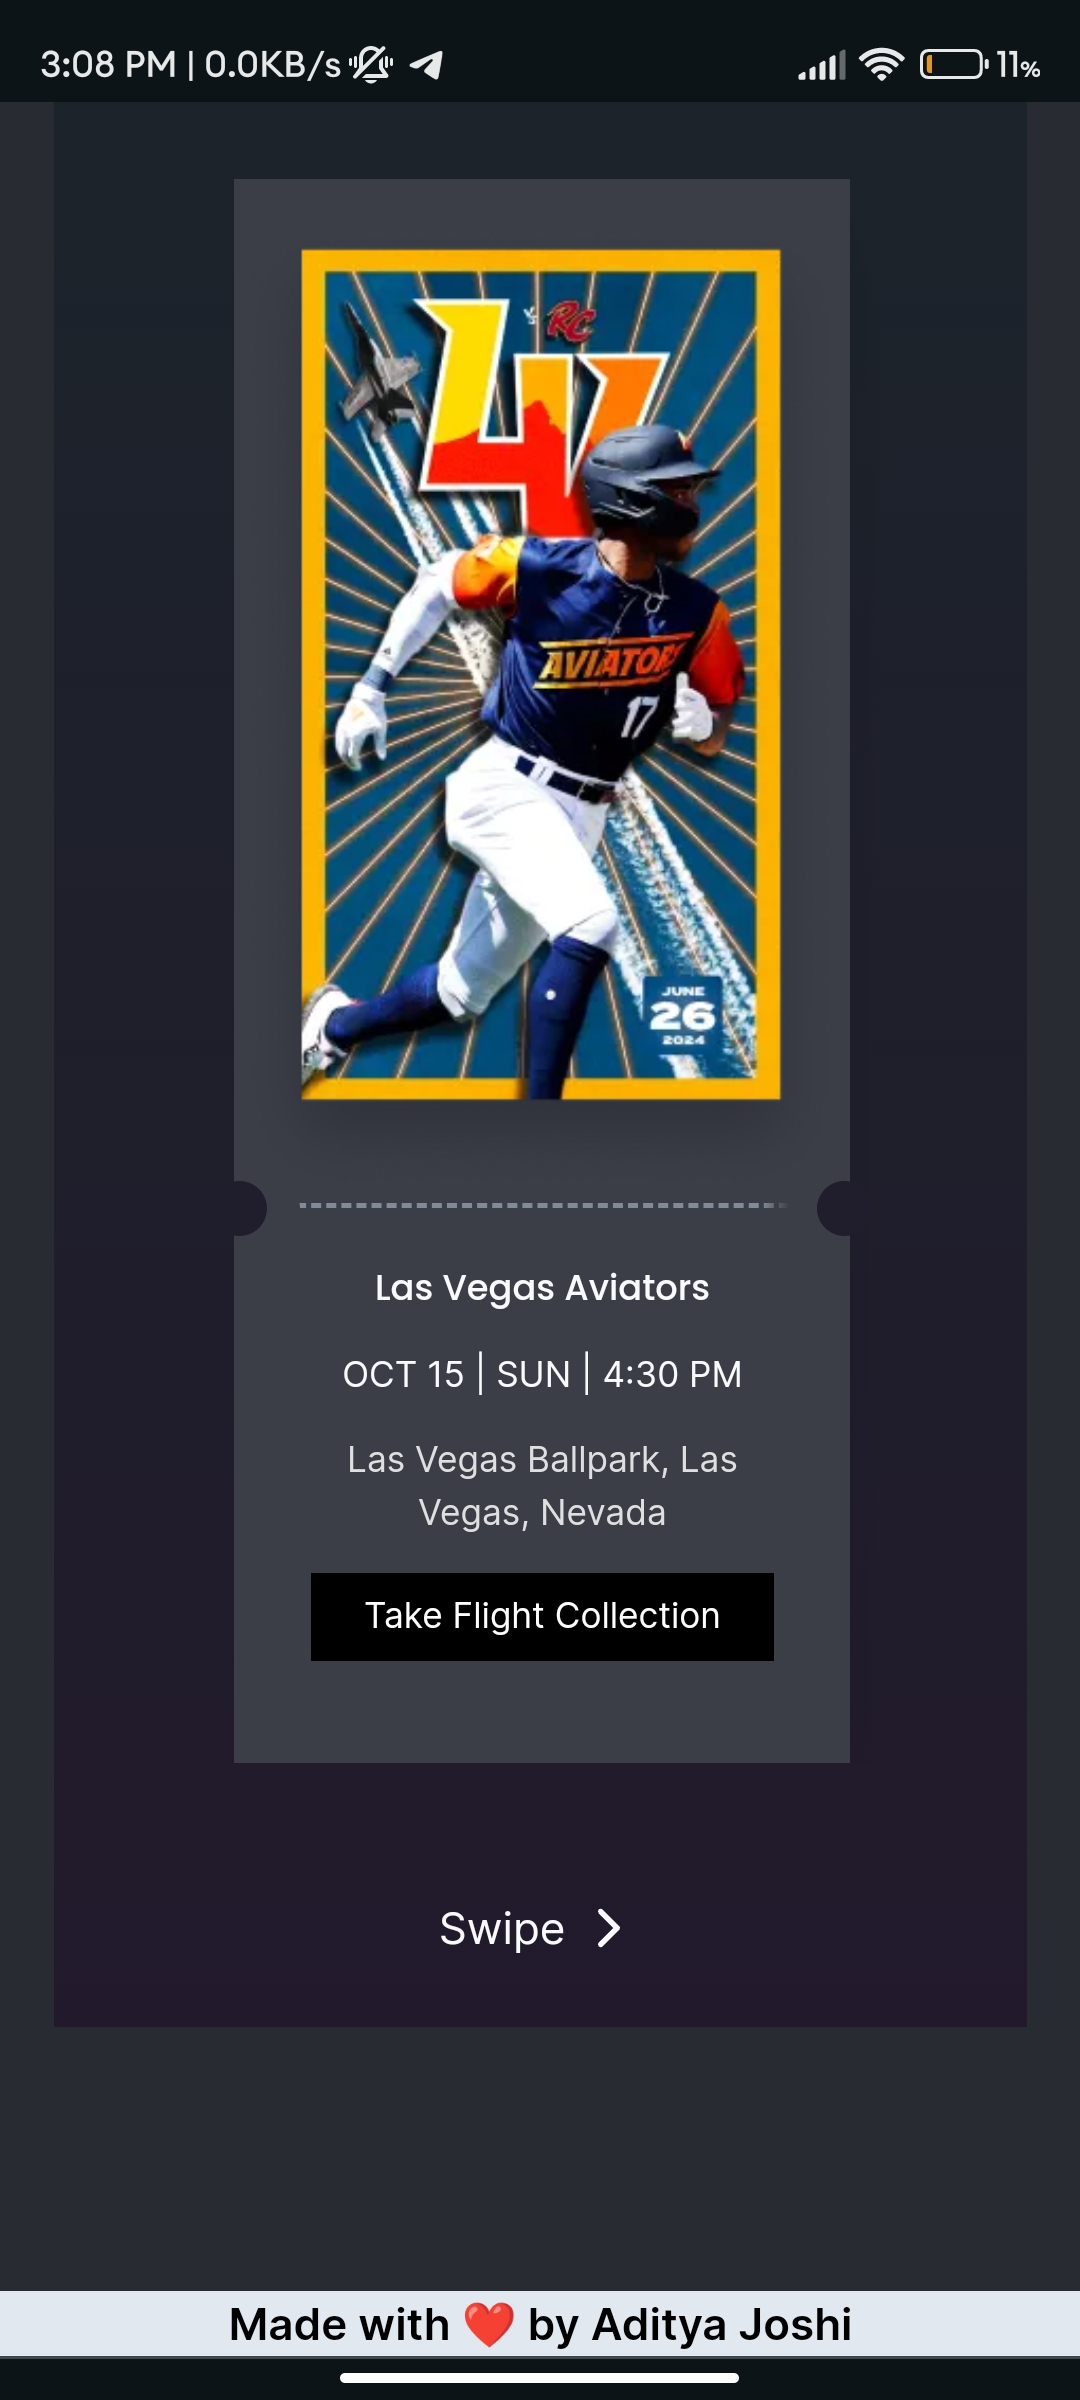 3:08 PM | 0.0KB/s
11%
LV
VS RC
AVIATORS
17
JUNE
26
2024
Las Vegas Aviators
OCT 15 | SUN | 4:30 PM
Las Vegas Ballpark, Las
Vegas, Nevada
Take Flight Collection
Swipe
Made with ❤️ by Aditya Joshi